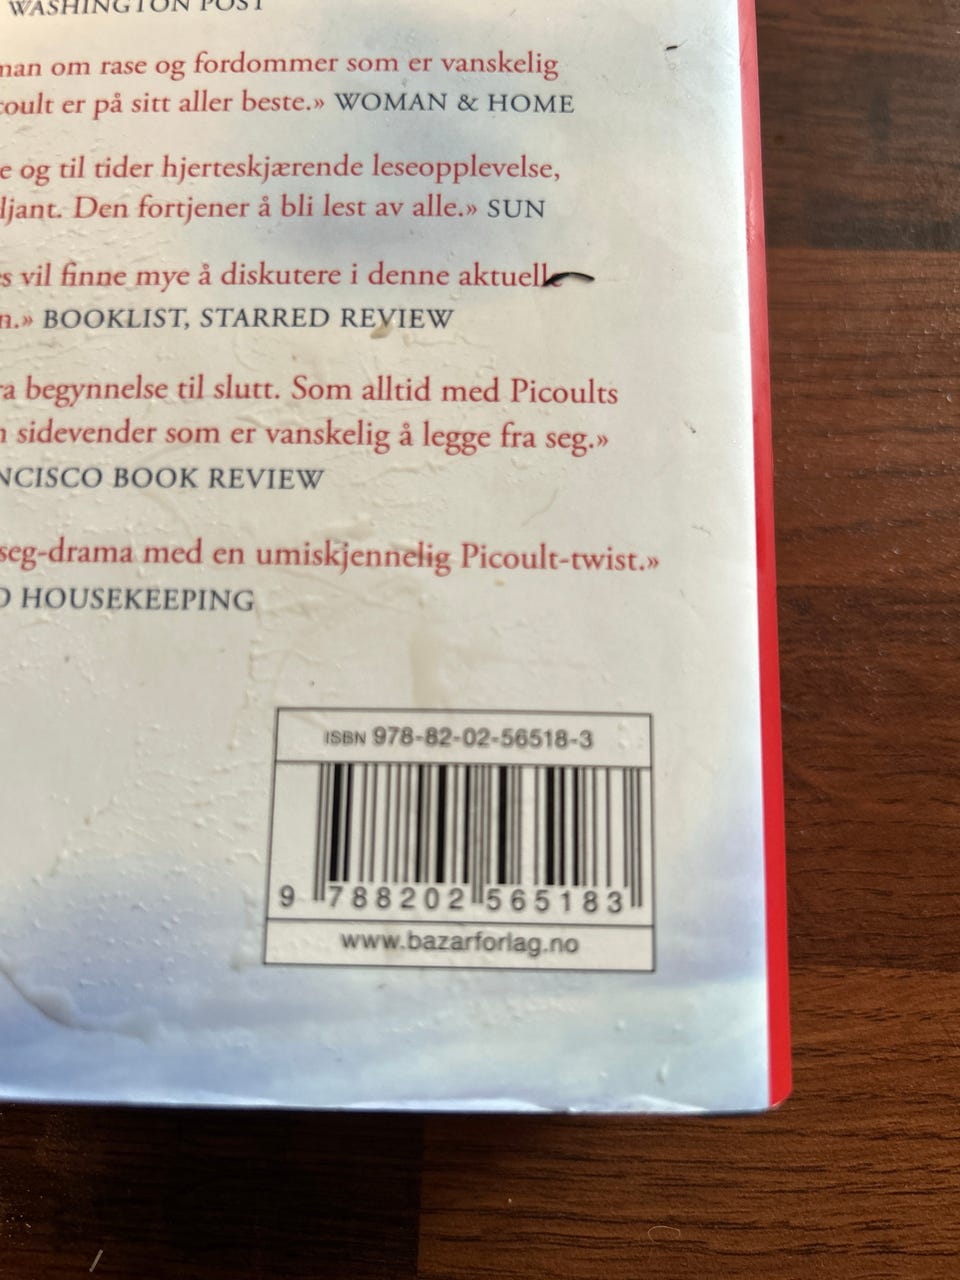 WASHINGTON POST
man om rase og fordommer som er vanskelig
coult er på sitt aller beste.» WOMAN & HOME
e og til tider hjerteskjærende leseopplevelse,
ljant. Den fortjener å bli lest av alle.» SUN
s vil finne mye å diskutere i denne aktuelle
n.» BOOKLIST, STARRED REVIEW
ra begynnelse til slutt. Som alltid med Picoults
n sidevender som er vanskelig å legge fra seg.»
NCISCO BOOK REVIEW
seg-drama med en umiskjennelig Picoult-twist.»
D HOUSEKEEPING
ISBN 978-82-02-56518-3
9 788202 565183
www.bazarforlag.no